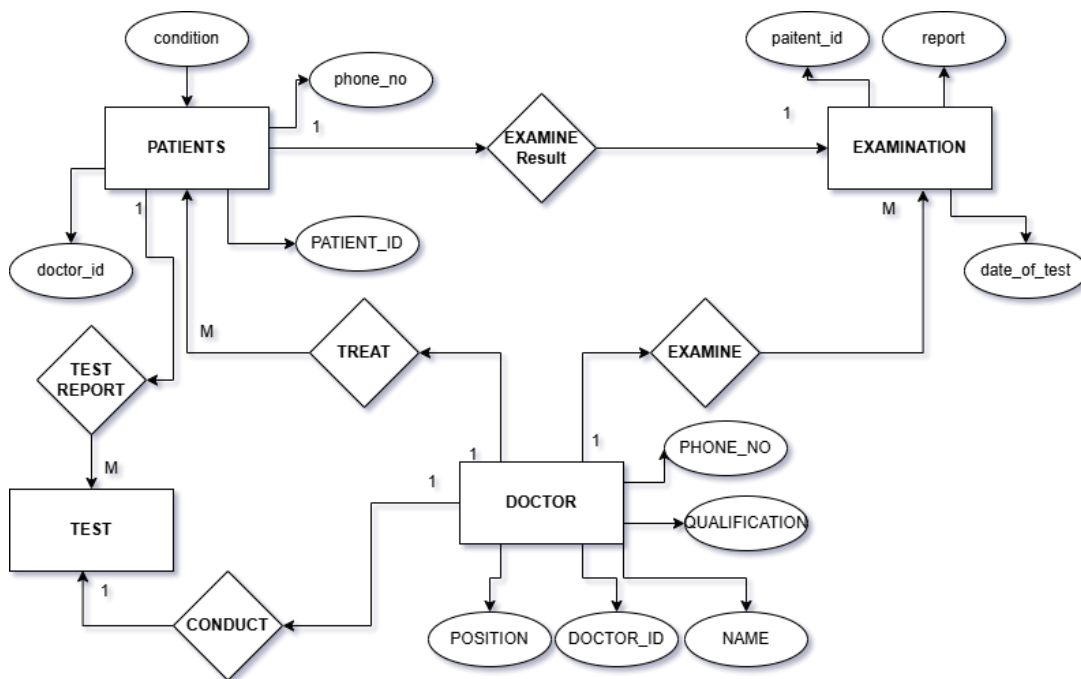 condition
paitent_id
report
phone_no
1
1
PATIENTS
EXAMINE
Result
EXAMINATION
1
M
doctor_id
PATIENT_ID
date_of_test
M
TREAT
EXAMINE
TEST
REPORT
1
1
PHONE_NO
M
1
DOCTOR
QUALIFICATION
TEST
1
CONDUCT
POSITION
DOCTOR_ID
NAME